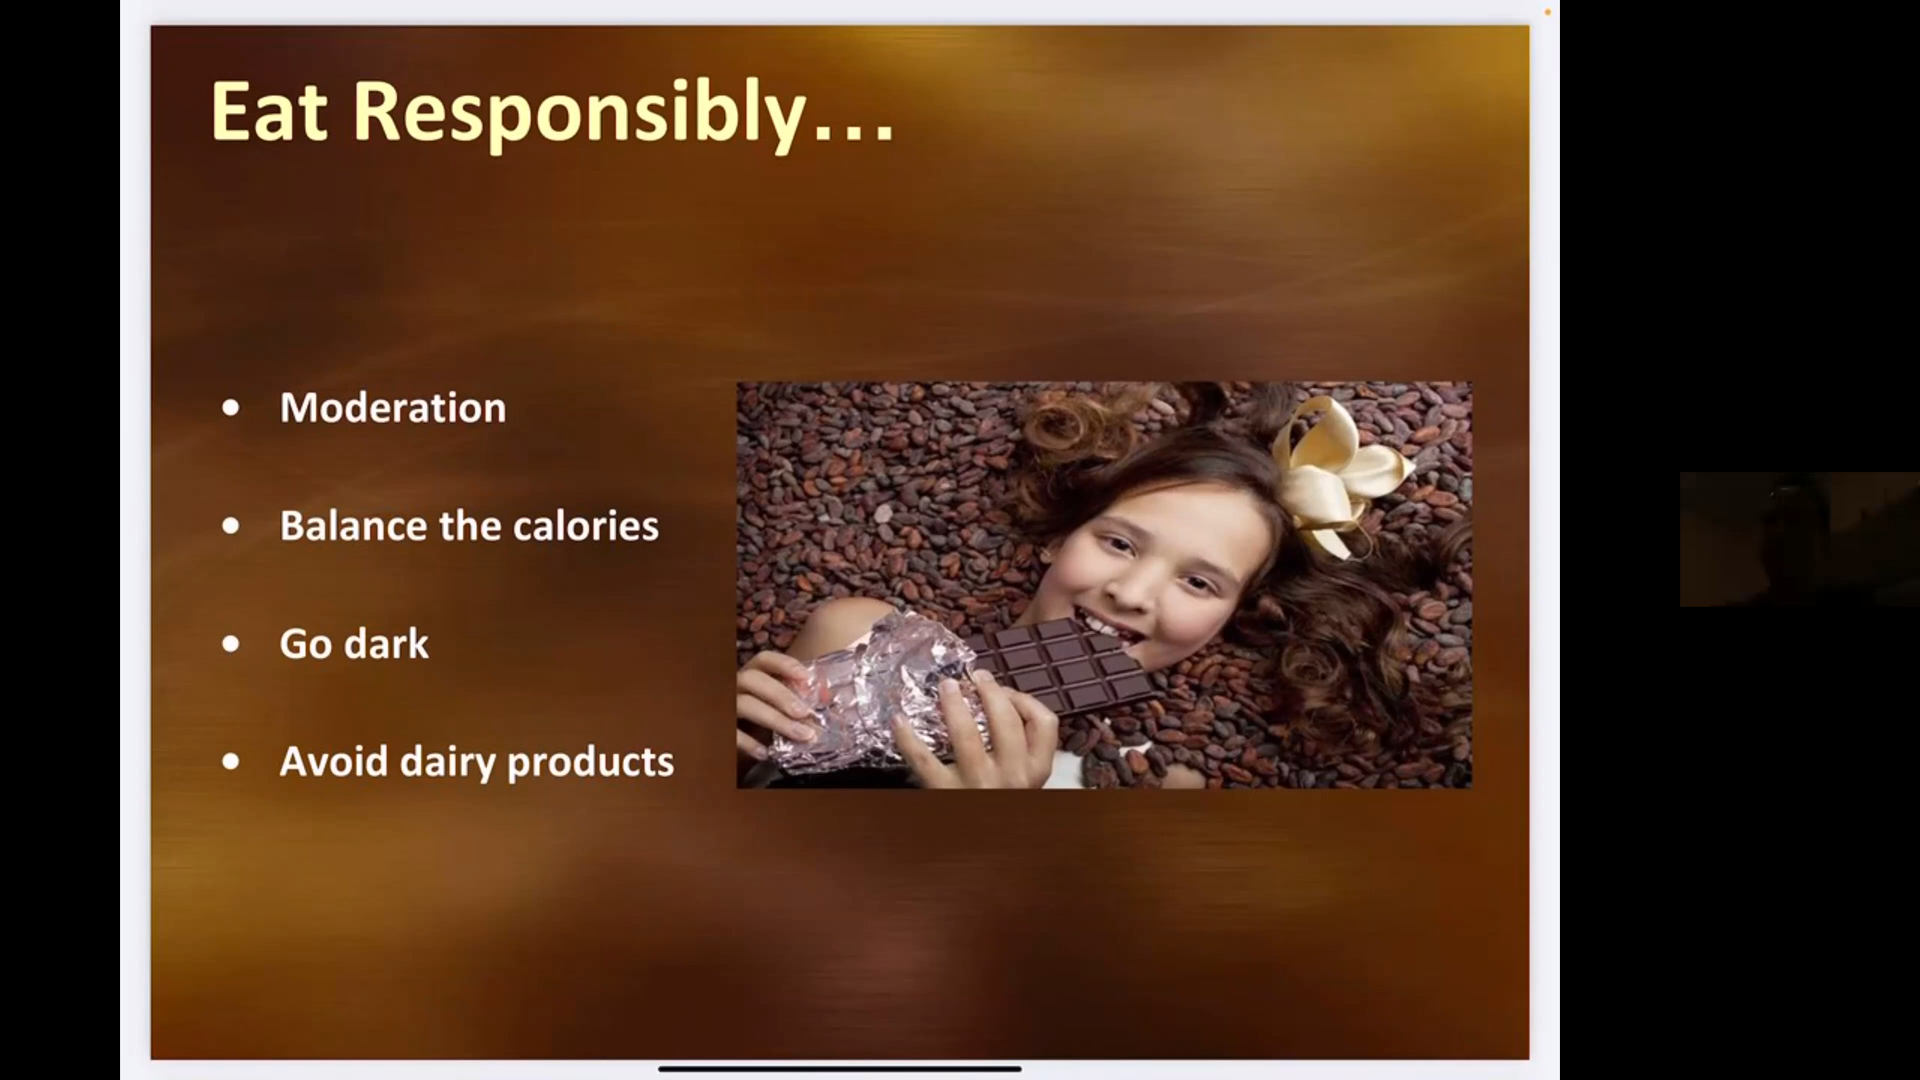 Eat Responsibly...
• Moderation
• Balance the calories
• Go dark
• Avoid dairy products